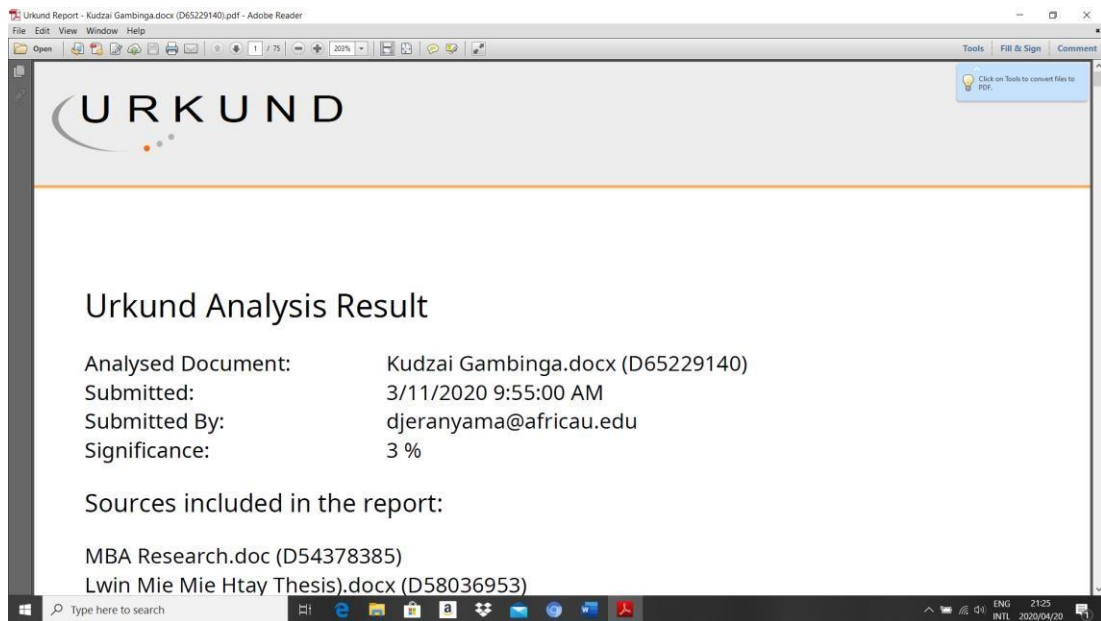 Urkund Report - Kudzai Gambinga.docx (D65229140).pdf - Adobe Reader
File Edit View Window Help
Open 1 / 75 203% Tools Fill & Sign Comment
Click on Tools to convert files to
PDF.
URKUND
Urkund Analysis Result
Analysed Document: Kudzai Gambinga.docx (D65229140)
Submitted: 3/11/2020 9:55:00 AM
Submitted By: djeranyama@africau.edu
Significance: 3 %
Sources included in the report:
MBA Research.doc (D54378385)
Lwin Mie Mie Htay Thesis).docx (D58036953)
Type here to search
ENG 21:25
INTL 2020/04/20